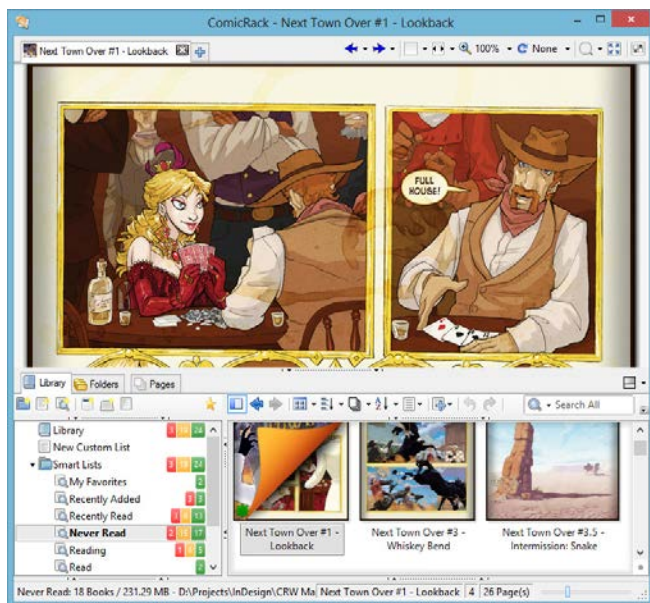 ComicRack - Next Town Over #1 - Lookback
Next Town Over #1 - Lookback
100%
None
FULL
HOUSE!
Library
Folders
Pages
Search All
Library
New Custom List
Smart Lists
My Favorites
Recently Added
Recently Read
Never Read
Reading
Read
Next Town Over #1 -
Lookback
Next Town Over #3 -
Whiskey Bend
Next Town Over #3.5 -
Intermission: Snake
Never Read: 18 Books / 231.29 MB - D:\Projects\InDesign\CRW Ma
Next Town Over #1 - Lookback
4
26 Page(s)